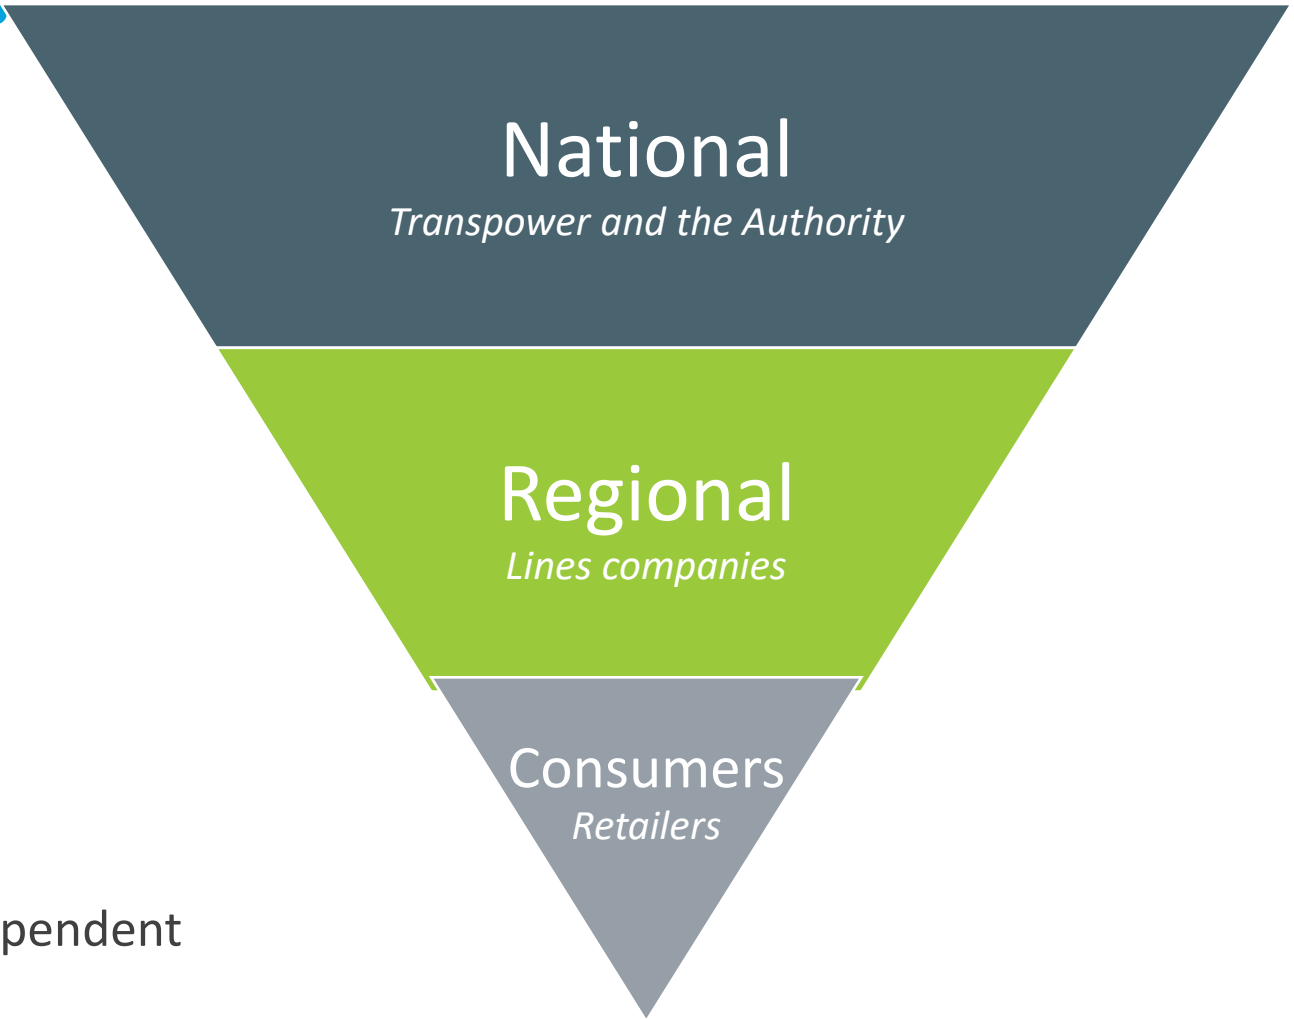 National
Transpower and the Authority
Regional
Lines companies
Consumers
Retailers
pendent